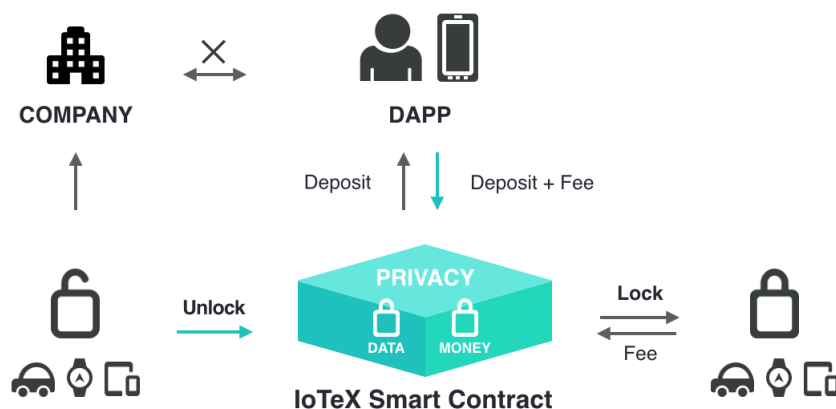 COMPANY
DAPP
Deposit
Deposit + Fee
PRIVACY
Unlock
DATA
MONEY
Lock
Fee
IoTeX Smart Contract